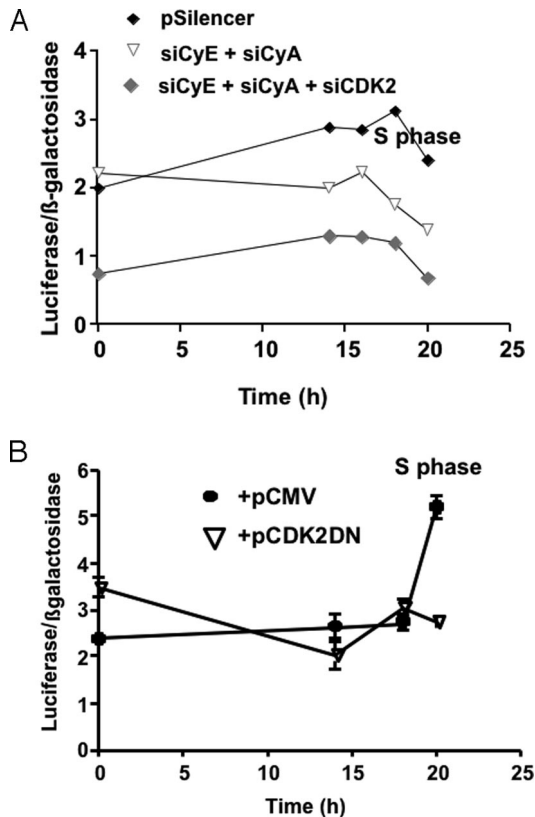 A
pSilencer
siCyE + siCyA
siCyE + siCyA + siCDK2
Luciferase/ß-galactosidase
4
3
2
1
0
S phase
0 5 10 15 20 25
Time (h)
B
S phase
+pCMV
+pCDK2DN
Luciferase/ßgalactosidase
6
5
4
3
2
1
0
0 5 10 15 20 25
Time (h)